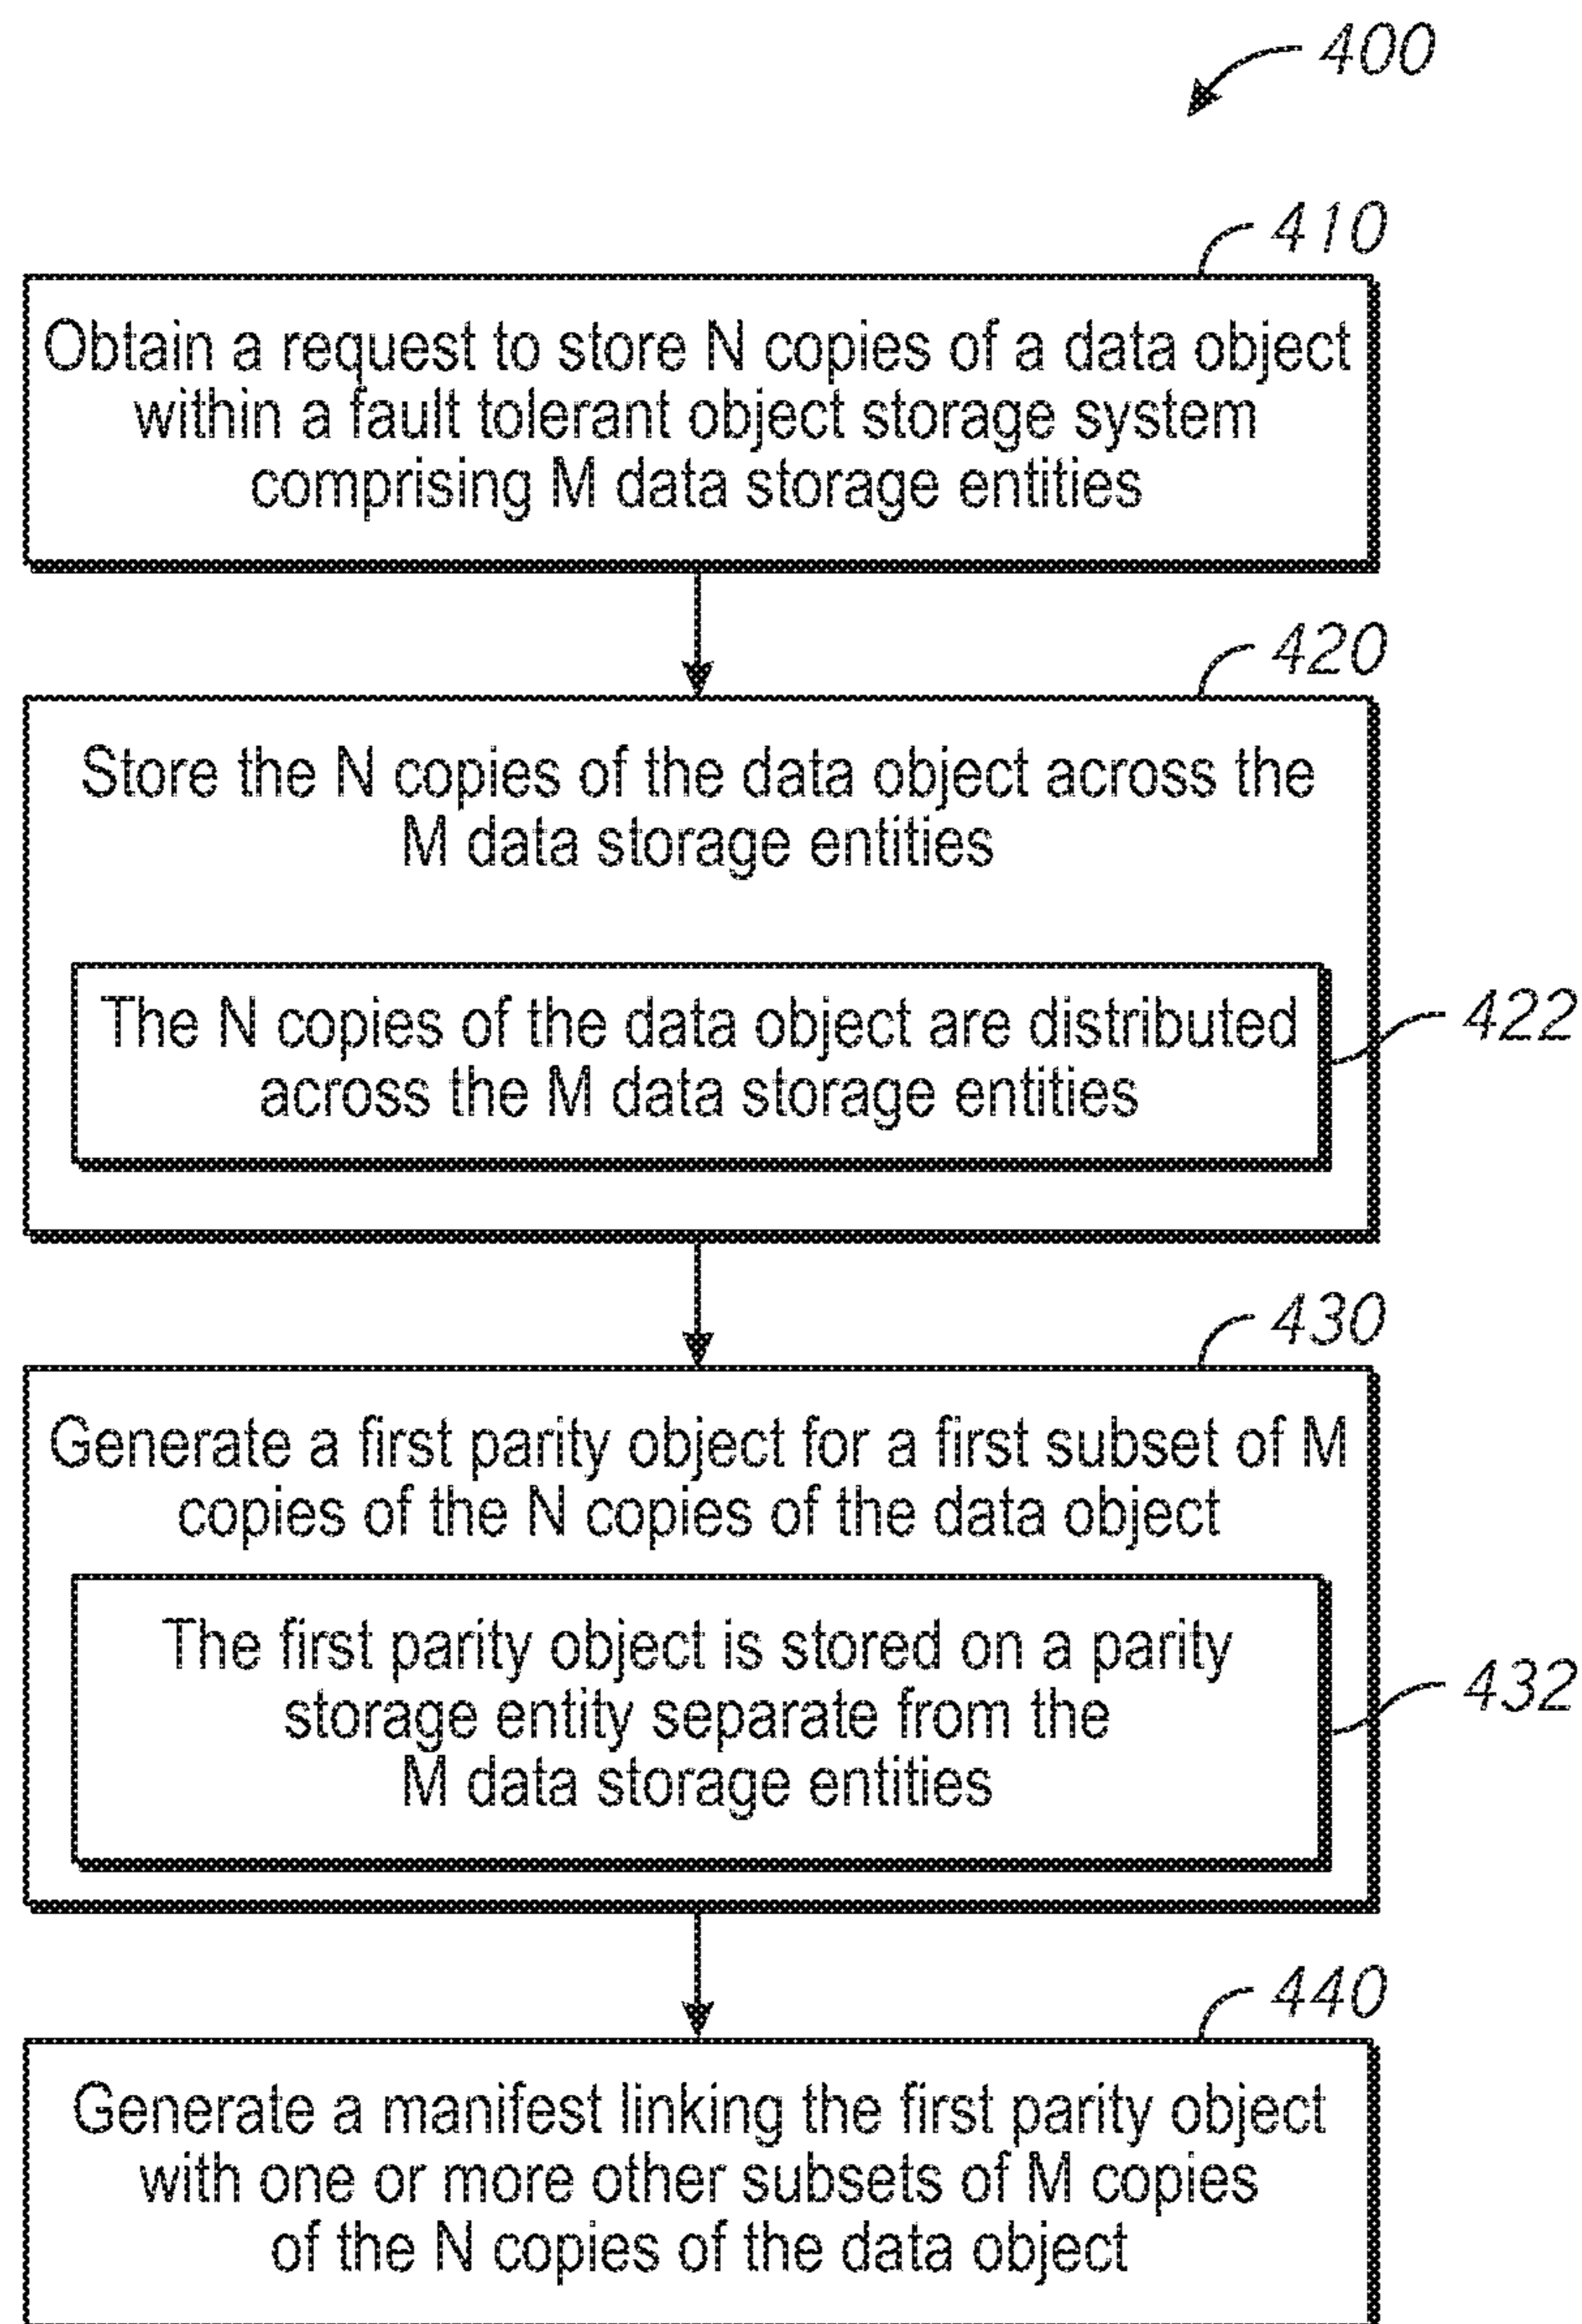 400
410
Obtain a request to store N copies of a data object
within a fault tolerant object storage system
comprising M data storage entities
420
Store the N copies of the data object across the
M data storage entities
The N copies of the data object are distributed
across the M data storage entities
422
430
Generate a first parity object for a first subset of M
copies of the N copies of the data object
The first parity object is stored on a parity
storage entity separate from the
M data storage entities
432
440
Generate a manifest linking the first parity object
with one or more other subsets of M copies
of the N copies of the data object